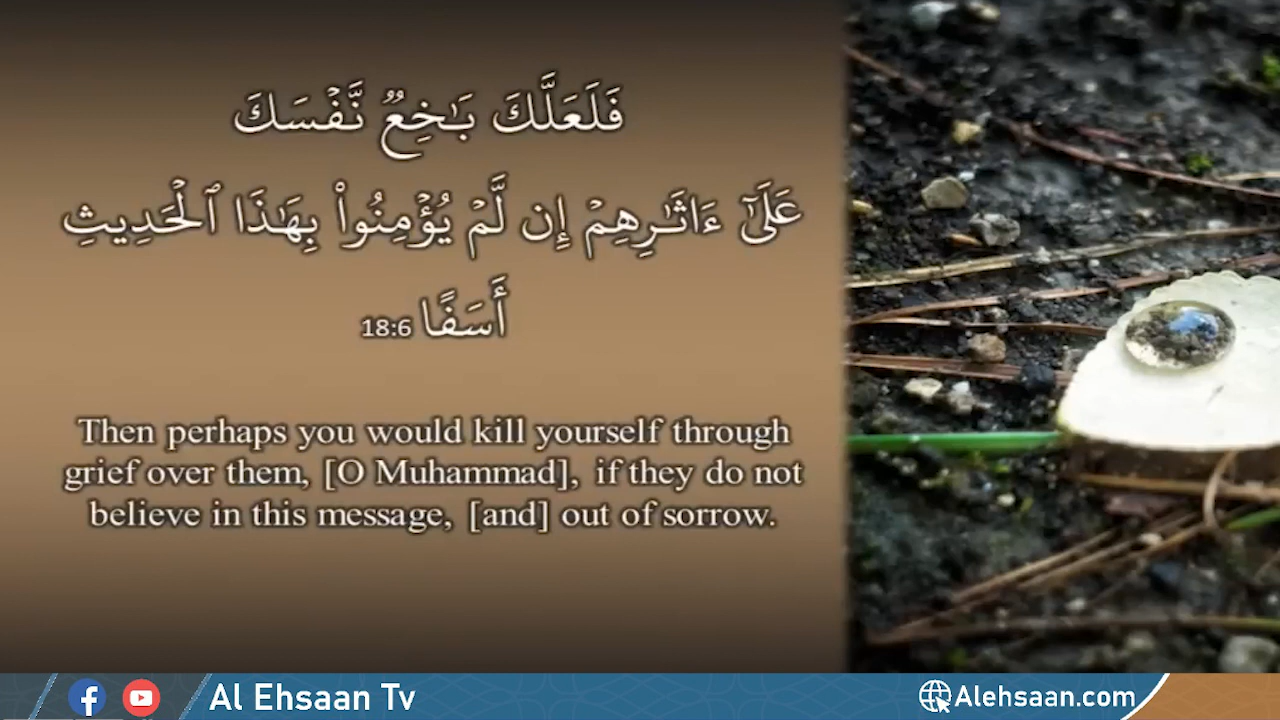 فَلَعَلَّكَ بَـٰخِعٌۭ نَّفْسَكَ
عَلَىٰٓ ءَاثَـٰرِهِمْ إِن لَّمْ يُؤْمِنُوا۟ بِهَـٰذَا ٱلْحَدِيثِ
أَسَفًا 18:6
Then perhaps you would kill yourself through
grief over them, [O Muhammad], if they do not
believe in this message, [and] out of sorrow.
Al Ehsaan Tv
Alehsaan.com